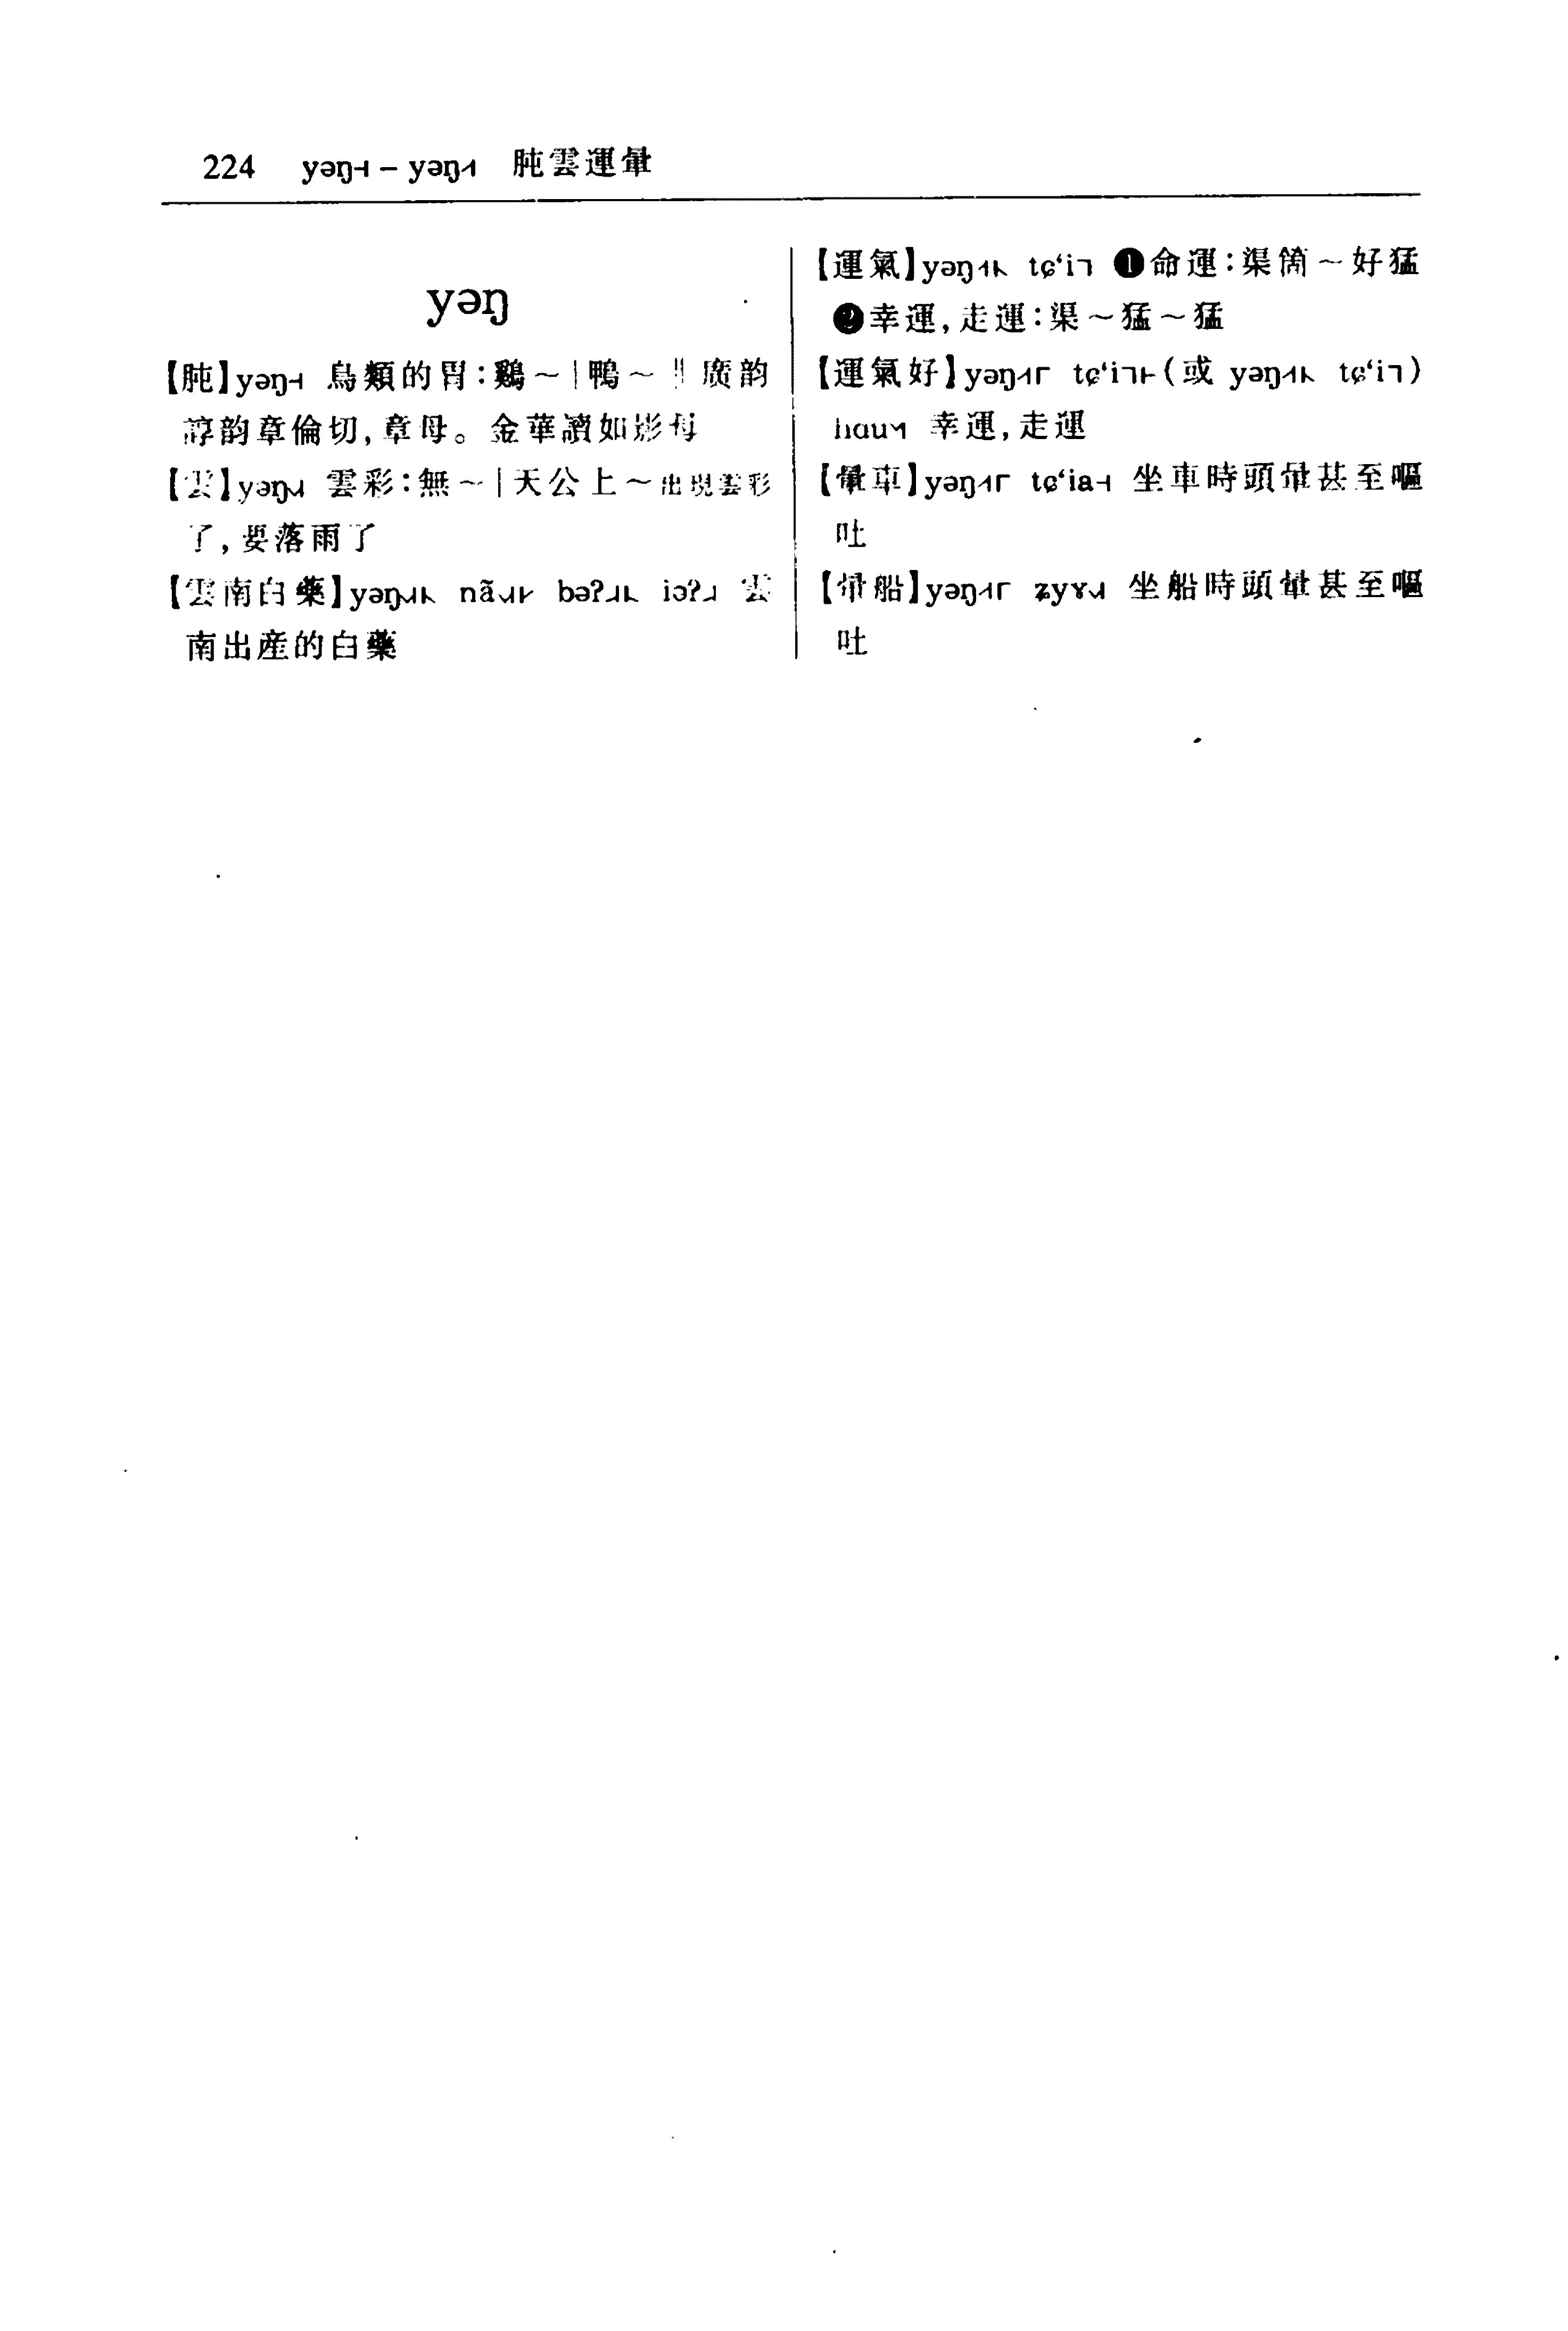 224 yəŋ˧ – yəŋ˩˦ 肫雲運暈
yəŋ
【肫】yəŋ˧ 鳥類的胃：鷄～｜鴨～‖廣韵
諄韵章倫切，章母。金華讀如影母
【雲】yəŋ 雲彩：無～｜天公上～出現雲彩
了，要落雨了
【雲南白藥】yəŋ nã bəʔ iɔʔ 雲
南出産的白藥
【運氣】yəŋ tɕʻi ❶命運：渠箇～好猛
❷幸運，走運：渠～猛～猛
【運氣好】yəŋ tɕʻi（或 yəŋ tɕʻi）
hɑu 幸運，走運
【暈車】yəŋ tɕʻia˧ 坐車時頭暈甚至嘔
吐
【暈船】yəŋ ʑyɤ 坐船時頭暈甚至嘔
吐